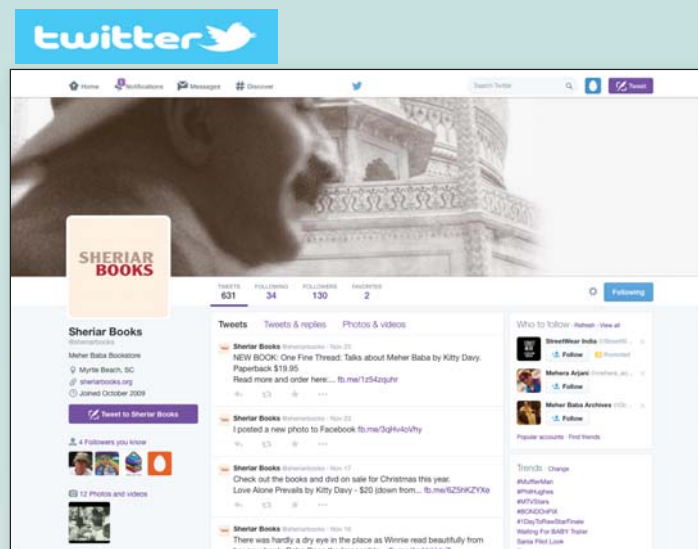 twitter
Home Notifications Messages # Discover
Search Twitter
Tweet
SHERIAR
BOOKS
TWEETS FOLLOWING FOLLOWERS FAVORITES
631 34 130 2
Following
Sheriar Books
@sheriarbooks
Meher Baba Bookstore
Myrtle Beach, SC
sheriarbooks.org
Joined October 2009
Tweet to Sheriar Books
4 Followers you know
12 Photos and videos
Tweets Tweets & replies Photos & videos
Sheriar Books @sheriarbooks · Nov
NEW BOOK: One Fine Thread: Talks about Meher Baba by Kitty Davy.
Paperback $19.95
Read more and order here:... fb.me/1z54zquhr
Sheriar Books @sheriarbooks · Nov 23
I posted a new photo to Facebook fb.me/3qHv4oVhy
Sheriar Books @sheriarbooks · Nov 17
Check out the books and dvd on sale for Christmas this year.
Love Alone Prevails by Kitty Davy - $20 (down from... fb.me/6Z5hKZYXe
Sheriar Books @sheriarbooks · Nov 16
There was hardly a dry eye in the place as Winnie read beautifully from
Who to follow · Refresh · View all
StreetWear India
Follow Promoted
Mehera Arjani
Follow
Meher Baba Archives
Follow
Popular accounts · Find friends
Trends · Change
#MufflerMan
#PhilHughes
#MTVStars
#BONDOnPIX
#1DayToRawStarFinale
Waiting For BABY Trailer